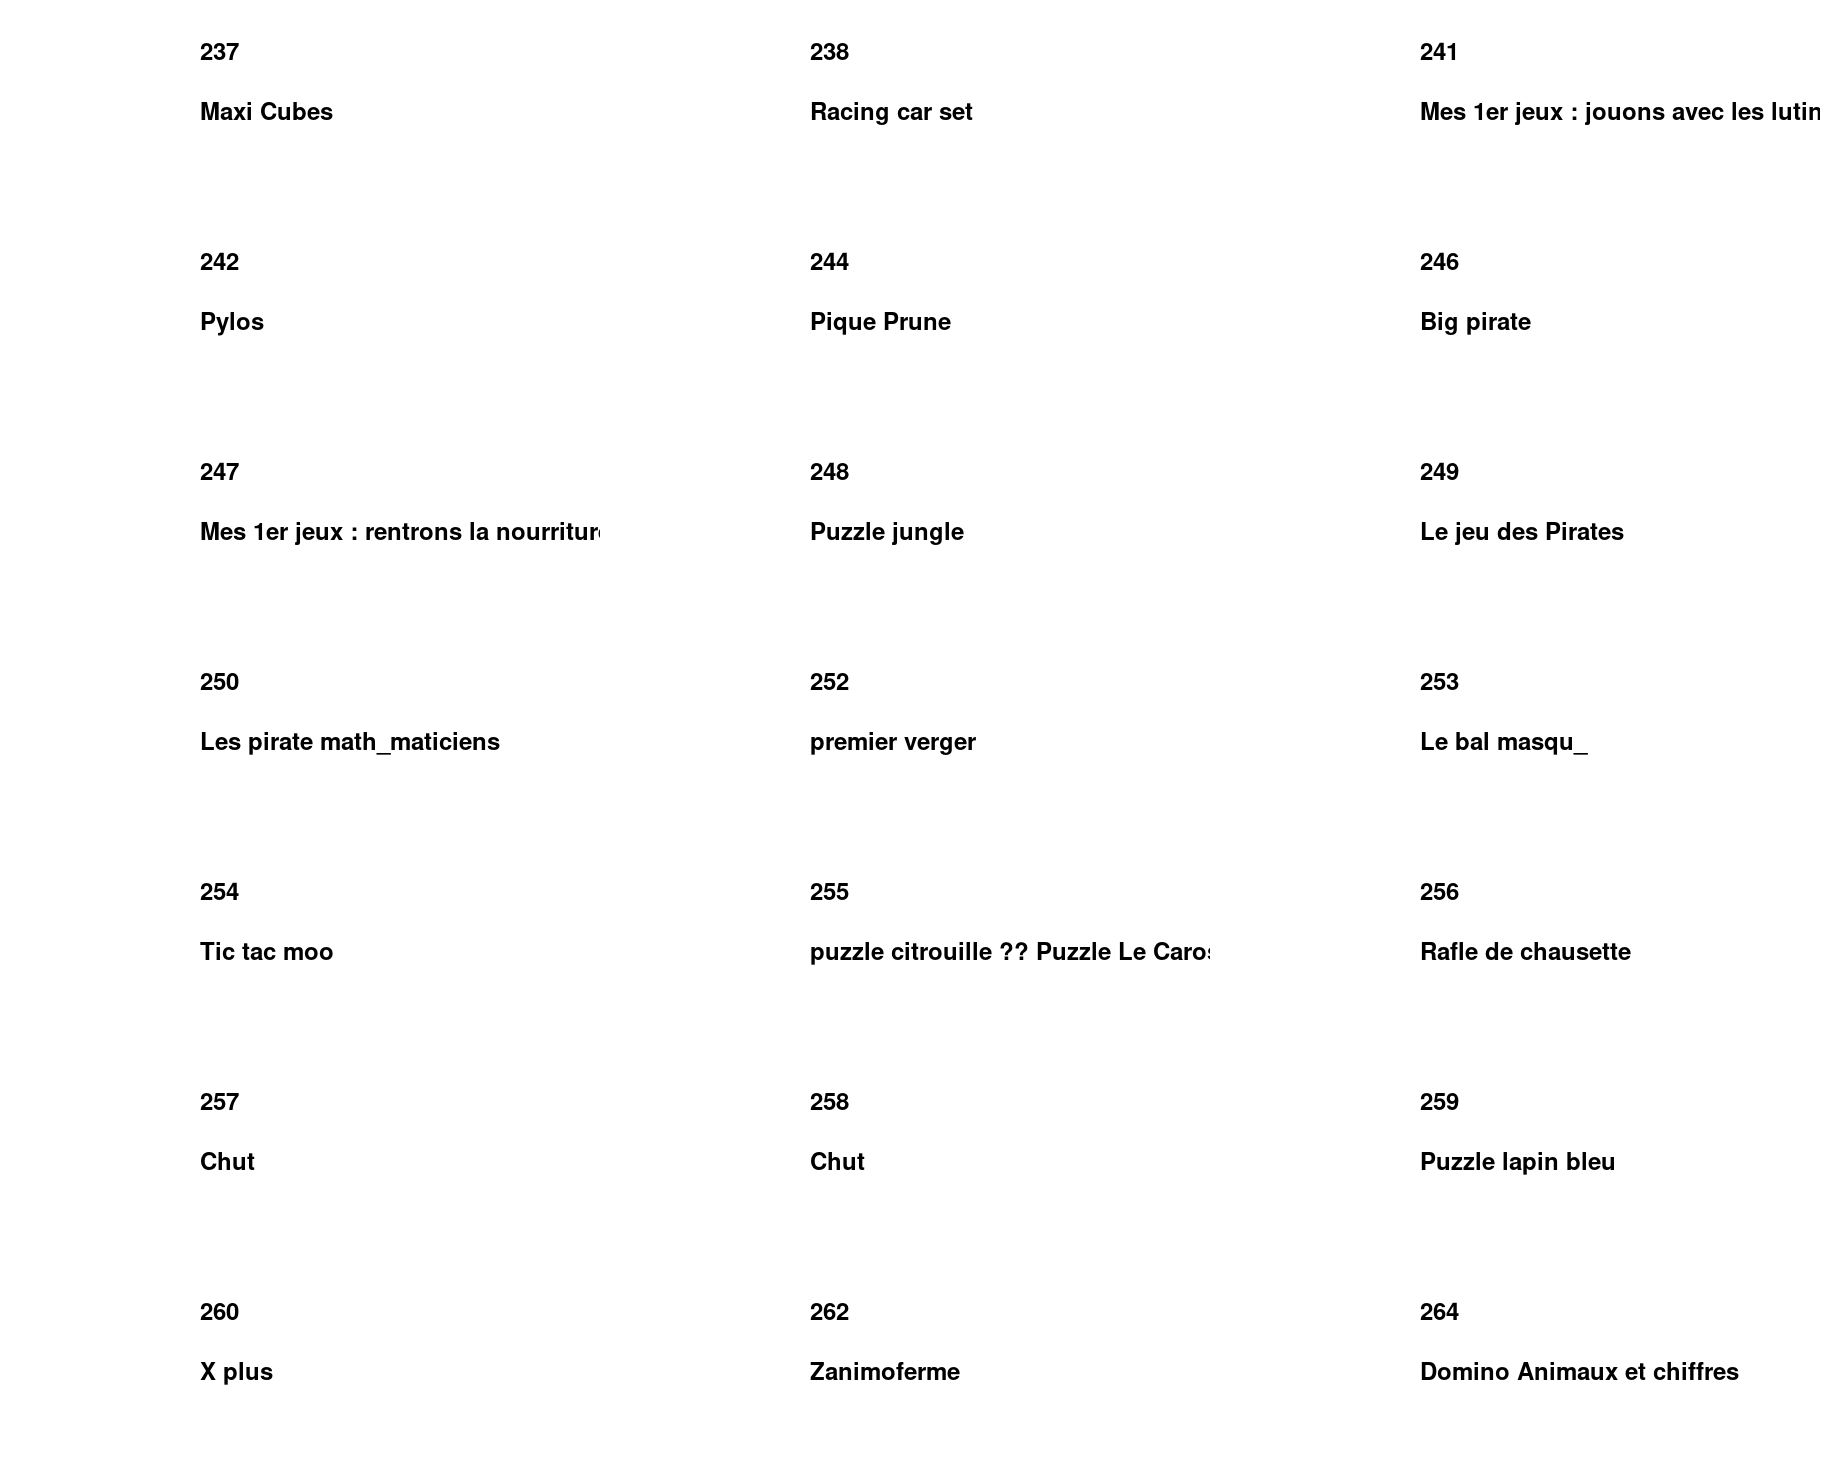 237
Maxi Cubes
238
Racing car set
241
Mes 1er jeux : jouons avec les lutin
242
Pylos
244
Pique Prune
246
Big pirate
247
Mes 1er jeux : rentrons la nourriture
248
Puzzle jungle
249
Le jeu des Pirates
250
Les pirate math_maticiens
252
premier verger
253
Le bal masqu_
254
Tic tac moo
255
puzzle citrouille ?? Puzzle Le Caros
256
Rafle de chausette
257
Chut
258
Chut
259
Puzzle lapin bleu
260
X plus
262
Zanimoferme
264
Domino Animaux et chiffres